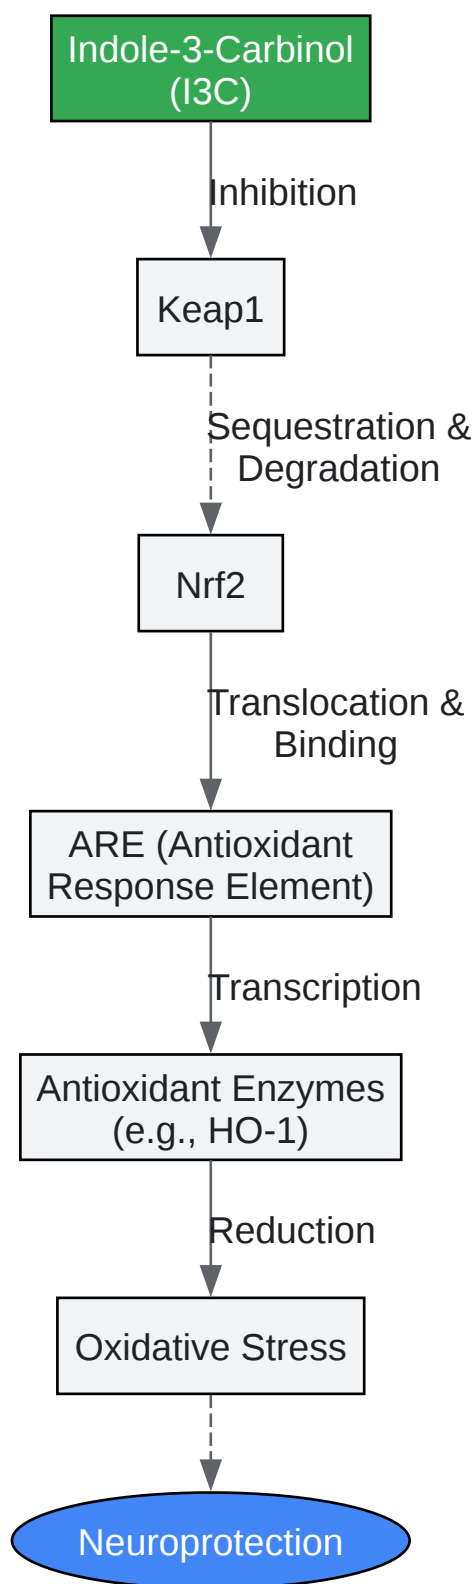 Indole-3-Carbinol
(I3C)
Inhibition
Keap1
Sequestration &
Degradation
Nrf2
Translocation &
Binding
ARE (Antioxidant
Response Element)
Transcription
Antioxidant Enzymes
(e.g., HO-1)
Reduction
Oxidative Stress
Neuroprotection